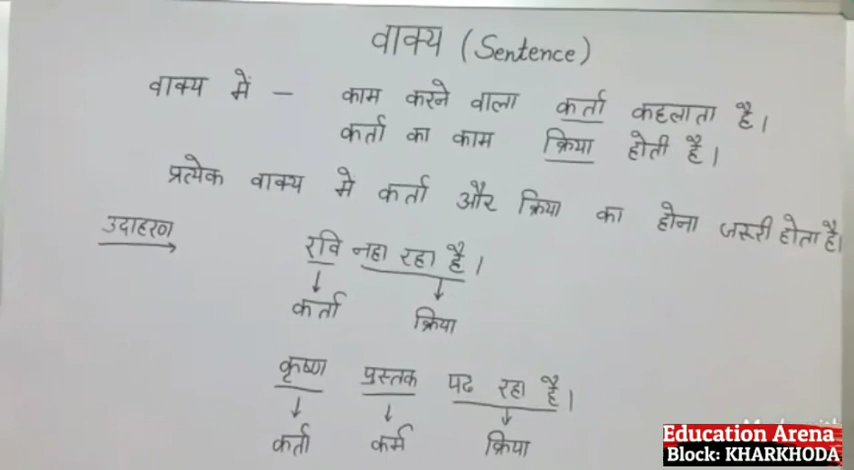 वाक्य (Sentence)
वाक्य में - काम करने वाला कर्ता कहलाता है।
कर्ता का काम क्रिया होती है।
प्रत्येक वाक्य मे कर्ता और क्रिया का होना जरूरी होता है।
उदाहरण
रवि नहा रहा है।
कर्ता क्रिया
कृष्ण पुस्तक पढ रहा है।
कर्ता कर्म क्रिया
Education Arena
Block: KHARKHODA